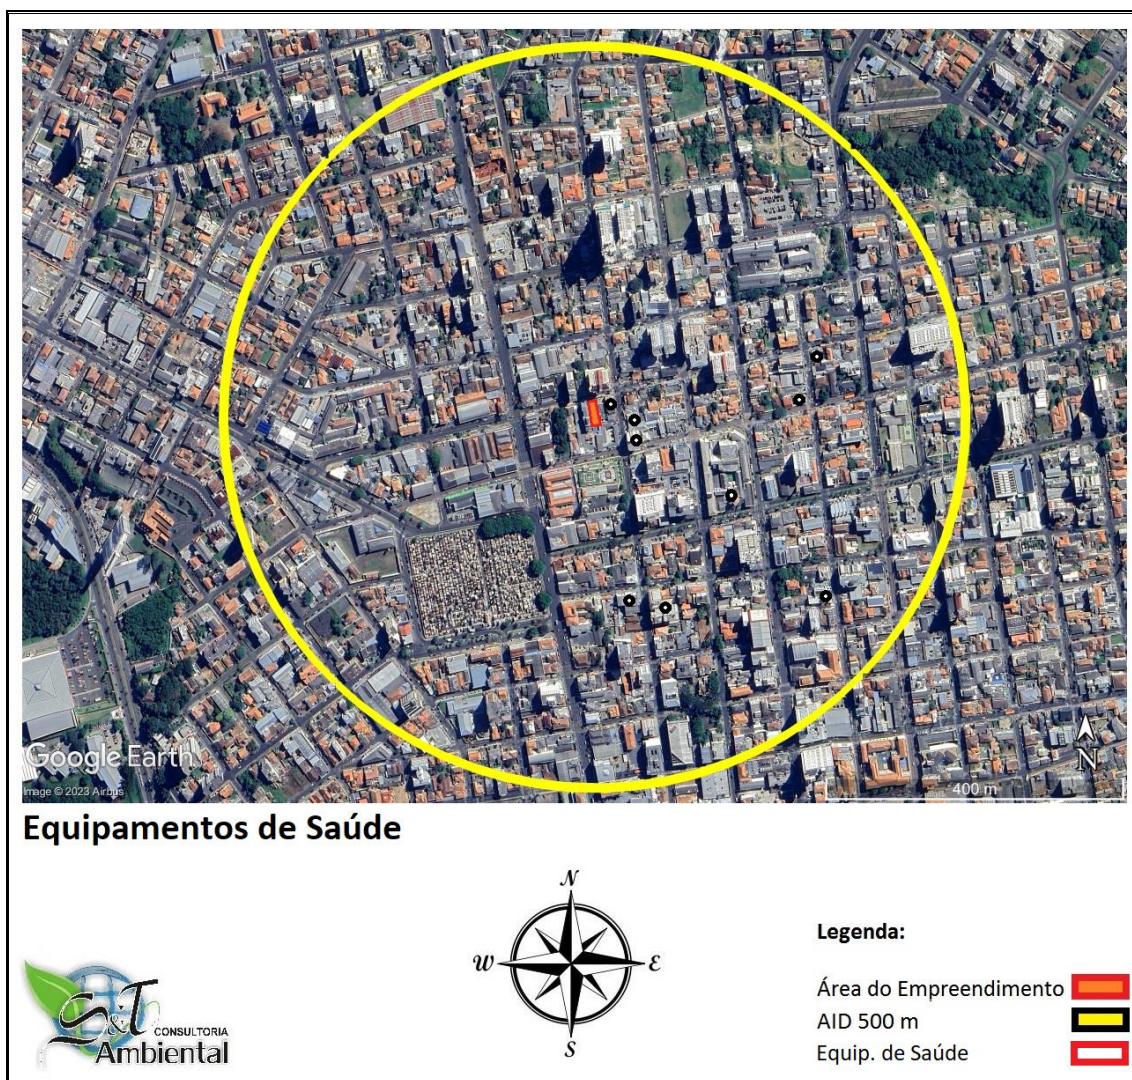 Google Earth
Image © 2023 Airbus
N
400 m
Equipamentos de Saúde
N
W
E
S
S&T
CONSULTORIA
Ambiental
Legenda:
Área do Empreendimento
AID 500 m
Equip. de Saúde